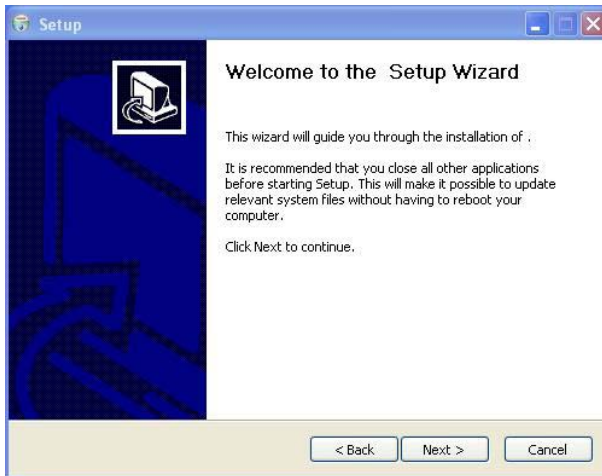 Setup
Welcome to the  Setup Wizard
This wizard will guide you through the installation of .
It is recommended that you close all other applications
before starting Setup. This will make it possible to update
relevant system files without having to reboot your
computer.
Click Next to continue.
< Back
Next >
Cancel